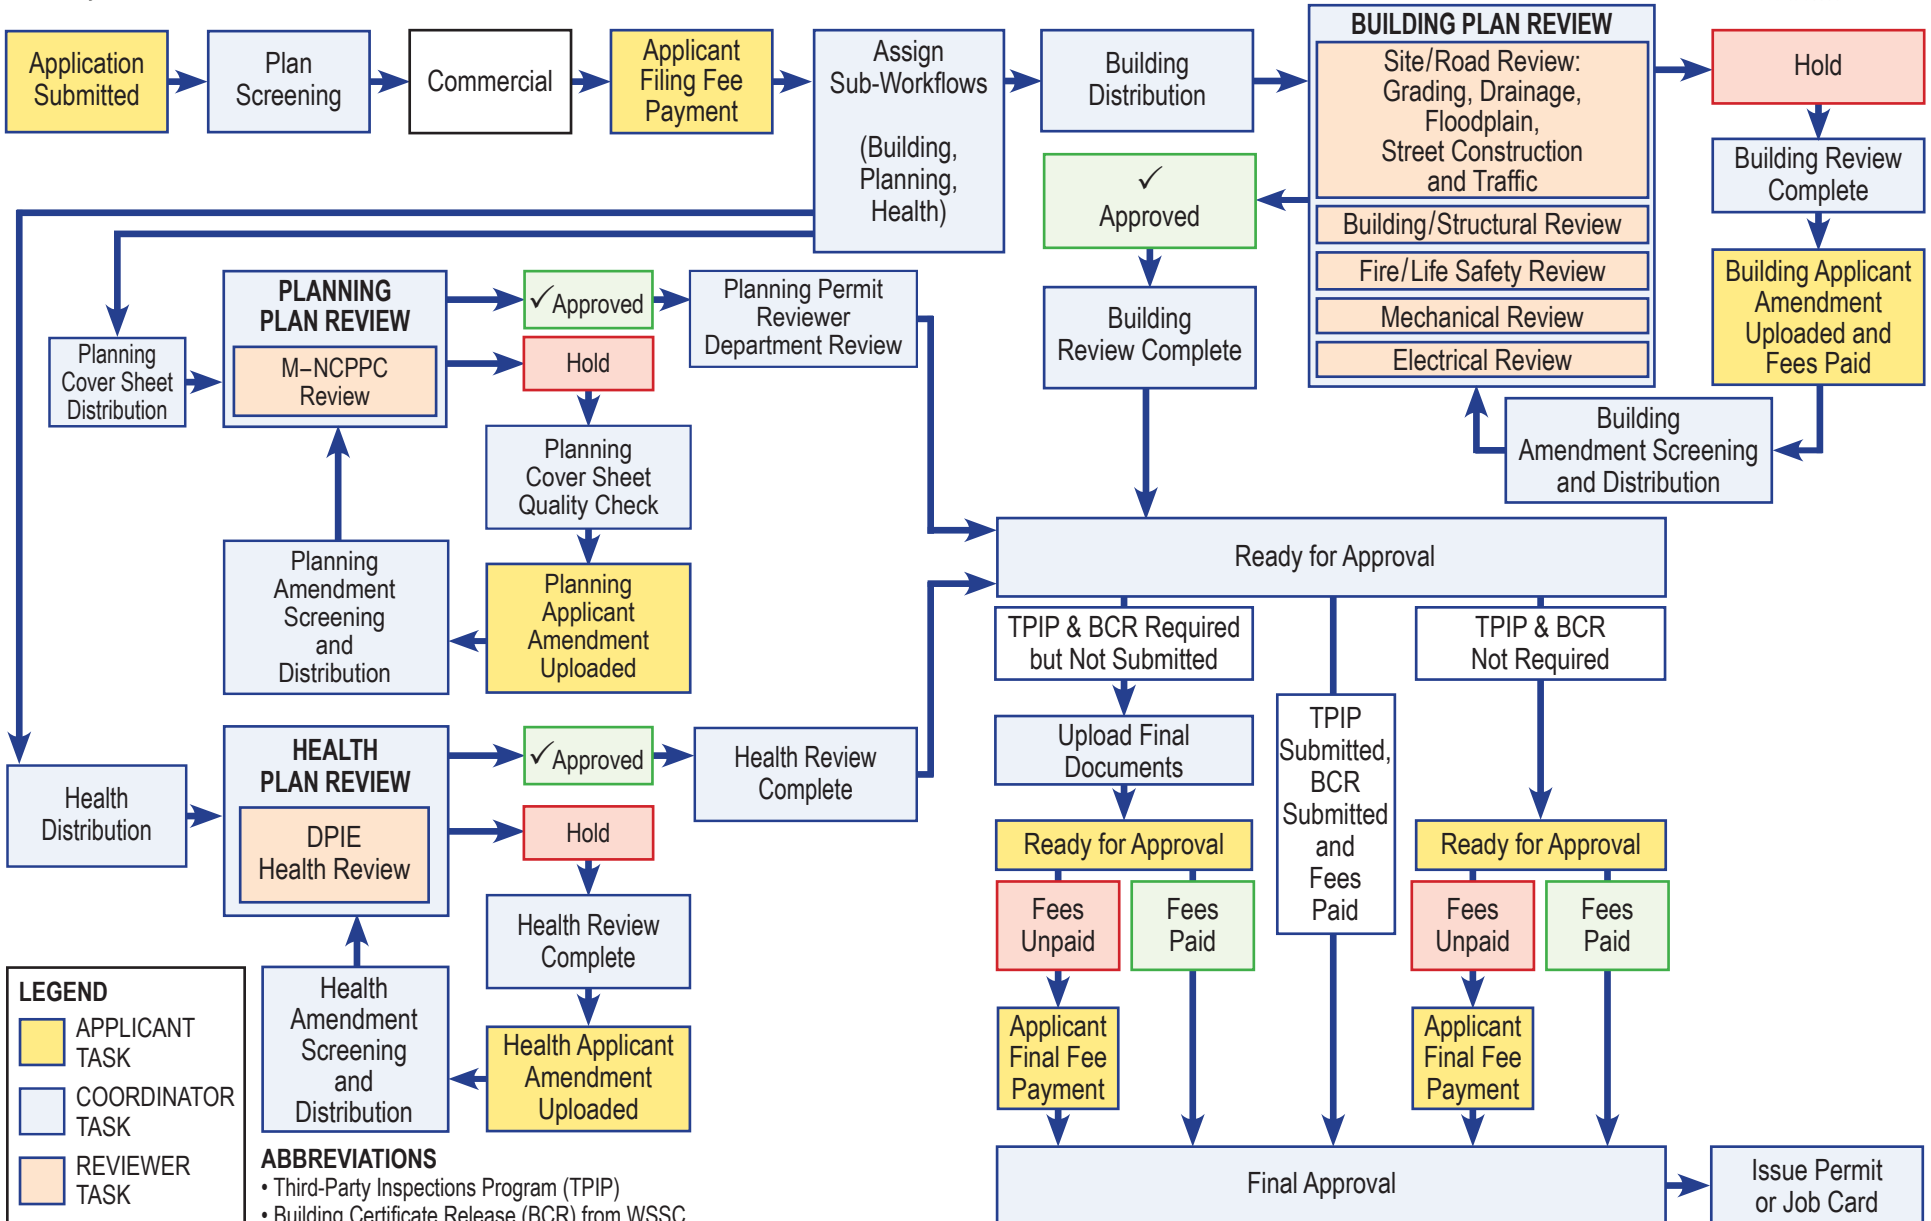 Application
Submitted
Plan
Screening
Commercial
Applicant
Filing Fee
Payment
Assign
Sub-Workflows
(Building,
Planning,
Health)
Building
Distribution
BUILDING PLAN REVIEW
Site/Road Review:
Grading, Drainage,
Floodplain,
Street Construction
and Traffic
Building/Structural Review
Fire/Life Safety Review
Mechanical Review
Electrical Review
Hold
Building Review
Complete
Building Applicant
Amendment
Uploaded and
Fees Paid
Building
Amendment Screening
and Distribution
✓
Approved
Building
Review Complete
Planning
Cover Sheet
Distribution
PLANNING
PLAN REVIEW
M–NCPPC
Review
✓Approved
Planning Permit
Reviewer
Department Review
Hold
Planning
Cover Sheet
Quality Check
Planning
Applicant
Amendment
Uploaded
Planning
Amendment
Screening
and
Distribution
Health
Distribution
HEALTH
PLAN REVIEW
DPIE
Health Review
✓Approved
Health Review
Complete
Hold
Health Review
Complete
Health Applicant
Amendment
Uploaded
Health
Amendment
Screening
and
Distribution
Ready for Approval
TPIP & BCR Required
but Not Submitted
Upload Final
Documents
Ready for Approval
Fees
Unpaid
Fees
Paid
Applicant
Final Fee
Payment
TPIP
Submitted,
BCR
Submitted
and
Fees
Paid
TPIP & BCR
Not Required
Ready for Approval
Fees
Unpaid
Fees
Paid
Applicant
Final Fee
Payment
Final Approval
Issue Permit
or Job Card
LEGEND
APPLICANT
TASK
COORDINATOR
TASK
REVIEWER
TASK
ABBREVIATIONS
• Third-Party Inspections Program (TPIP)
• Building Certificate Release (BCR) from WSSC